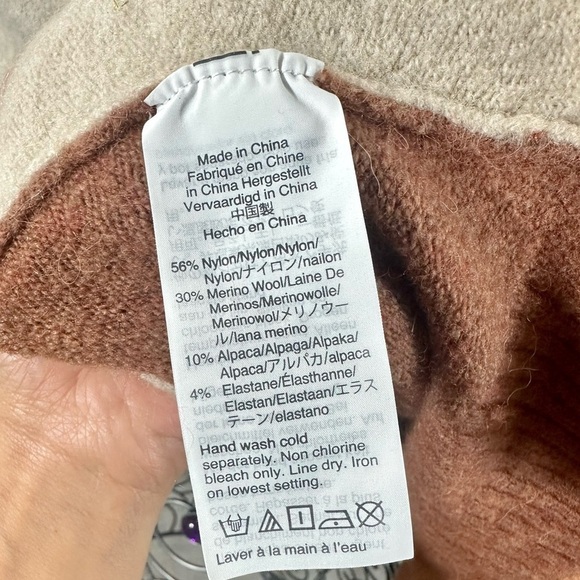 Made in China
Fabriqué en Chine
in China Hergestellt
Vervaardigd in China
中国製
Hecho en China
56% Nylon/Nylon/Nylon/
Nylon/ナイロン/nailon
30% Merino Wool/Laine De
Merinos/Merinowolle/
Merinowol/メリノウー
ル/lana merino
10% Alpaca/Alpaga/Alpaka/
Alpaca/アルパカ/alpaca
4% Elastane/Élasthanne/
Elastan/Elastaan/エラス
テーン/elastano
Hand wash cold
separately. Non chlorine
bleach only. Line dry. Iron
on lowest setting.
Laver à la main à l'eau